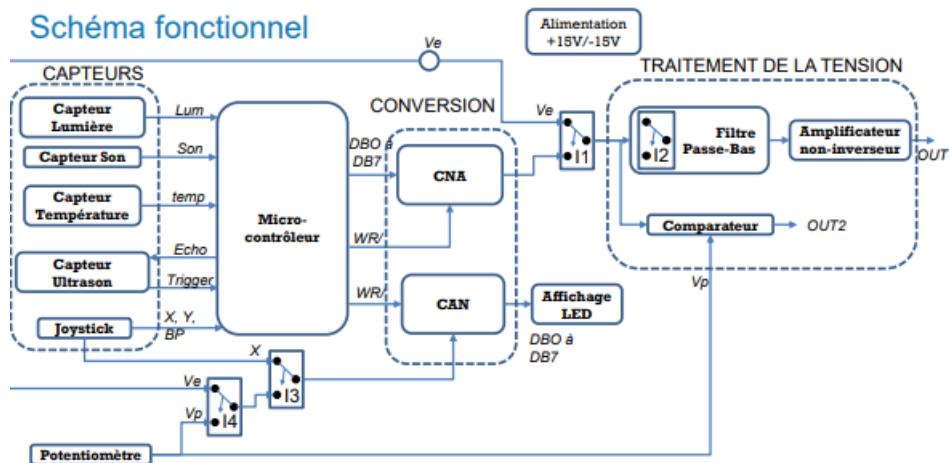 Schéma fonctionnel
Alimentation
+15V/-15V
Ve
CAPTEURS
TRAITEMENT DE LA TENSION
Capteur
Lumière
Lum
CONVERSION
Ve
Capteur Son
Son
DBO à
DB7
CNA
I1
I2
Filtre
Passe-Bas
Amplificateur
non-inverseur
OUT
Capteur
Température
temp
Micro-
contrôleur
WR/
Comparateur
OUT2
Echo
Capteur
Ultrason
Trigger
WR/
CAN
Affichage
LED
Vp
Joystick
X, Y,
BP
DBO à
DB7
X
I3
Ve
Vp
I4
Potentiomètre